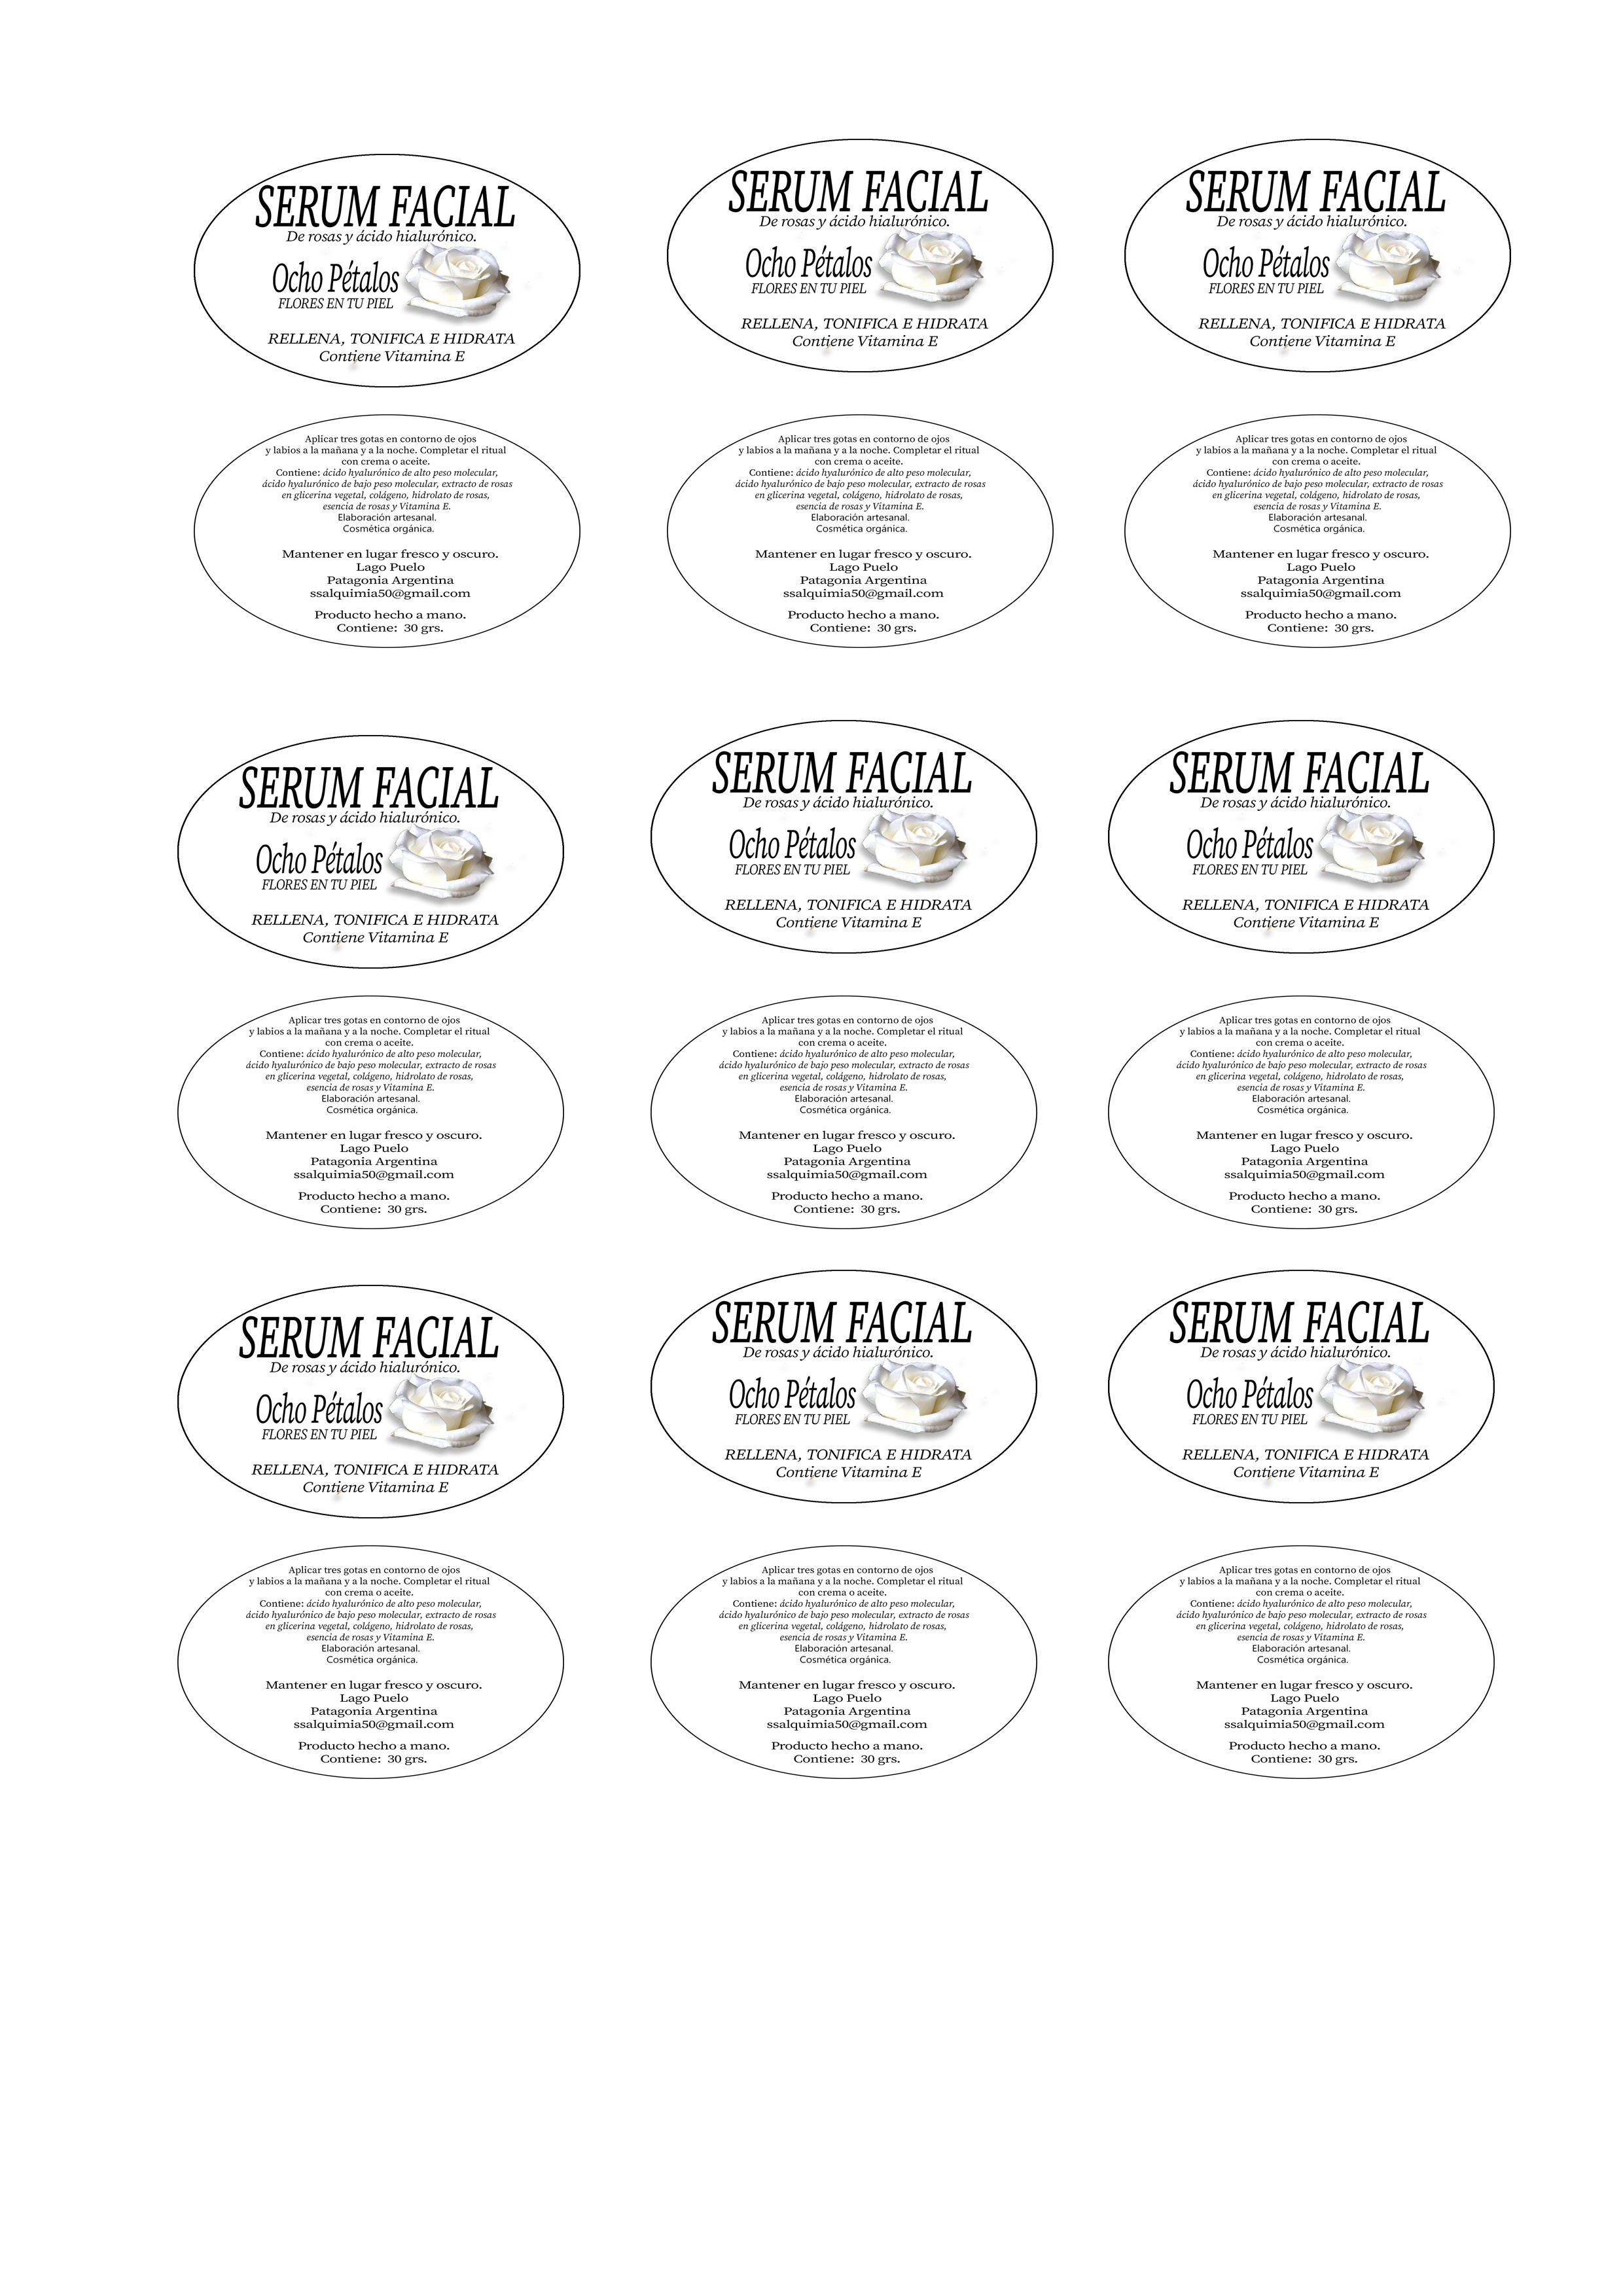 SERUM FACIAL
De rosas y ácido hialurónico.
Ocho Pétalos
FLORES EN TU PIEL
RELLENA, TONIFICA E HIDRATA
Contiene Vitamina E
SERUM FACIAL
De rosas y ácido hialurónico.
Ocho Pétalos
FLORES EN TU PIEL
RELLENA, TONIFICA E HIDRATA
Contiene Vitamina E
SERUM FACIAL
De rosas y ácido hialurónico.
Ocho Pétalos
FLORES EN TU PIEL
RELLENA, TONIFICA E HIDRATA
Contiene Vitamina E
Aplicar tres gotas en contorno de ojos
y labios a la mañana y a la noche. Completar el ritual
con crema o aceite.
Contiene: ácido hyalurónico de alto peso molecular,
ácido hyalurónico de bajo peso molecular, extracto de rosas
en glicerina vegetal, colágeno, hidrolato de rosas,
esencia de rosas y Vitamina E.
Elaboración artesanal.
Cosmética orgánica.
Mantener en lugar fresco y oscuro.
Lago Puelo
Patagonia Argentina
ssalquimia50@gmail.com
Producto hecho a mano.
Contiene: 30 grs.
Aplicar tres gotas en contorno de ojos
y labios a la mañana y a la noche. Completar el ritual
con crema o aceite.
Contiene: ácido hyalurónico de alto peso molecular,
ácido hyalurónico de bajo peso molecular, extracto de rosas
en glicerina vegetal, colágeno, hidrolato de rosas,
esencia de rosas y Vitamina E.
Elaboración artesanal.
Cosmética orgánica.
Mantener en lugar fresco y oscuro.
Lago Puelo
Patagonia Argentina
ssalquimia50@gmail.com
Producto hecho a mano.
Contiene: 30 grs.
Aplicar tres gotas en contorno de ojos
y labios a la mañana y a la noche. Completar el ritual
con crema o aceite.
Contiene: ácido hyalurónico de alto peso molecular,
ácido hyalurónico de bajo peso molecular, extracto de rosas
en glicerina vegetal, colágeno, hidrolato de rosas,
esencia de rosas y Vitamina E.
Elaboración artesanal.
Cosmética orgánica.
Mantener en lugar fresco y oscuro.
Lago Puelo
Patagonia Argentina
ssalquimia50@gmail.com
Producto hecho a mano.
Contiene: 30 grs.
SERUM FACIAL
De rosas y ácido hialurónico.
Ocho Pétalos
FLORES EN TU PIEL
RELLENA, TONIFICA E HIDRATA
Contiene Vitamina E
SERUM FACIAL
De rosas y ácido hialurónico.
Ocho Pétalos
FLORES EN TU PIEL
RELLENA, TONIFICA E HIDRATA
Contiene Vitamina E
SERUM FACIAL
De rosas y ácido hialurónico.
Ocho Pétalos
FLORES EN TU PIEL
RELLENA, TONIFICA E HIDRATA
Contiene Vitamina E
Aplicar tres gotas en contorno de ojos
y labios a la mañana y a la noche. Completar el ritual
con crema o aceite.
Contiene: ácido hyalurónico de alto peso molecular,
ácido hyalurónico de bajo peso molecular, extracto de rosas
en glicerina vegetal, colágeno, hidrolato de rosas,
esencia de rosas y Vitamina E.
Elaboración artesanal.
Cosmética orgánica.
Mantener en lugar fresco y oscuro.
Lago Puelo
Patagonia Argentina
ssalquimia50@gmail.com
Producto hecho a mano.
Contiene: 30 grs.
Aplicar tres gotas en contorno de ojos
y labios a la mañana y a la noche. Completar el ritual
con crema o aceite.
Contiene: ácido hyalurónico de alto peso molecular,
ácido hyalurónico de bajo peso molecular, extracto de rosas
en glicerina vegetal, colágeno, hidrolato de rosas,
esencia de rosas y Vitamina E.
Elaboración artesanal.
Cosmética orgánica.
Mantener en lugar fresco y oscuro.
Lago Puelo
Patagonia Argentina
ssalquimia50@gmail.com
Producto hecho a mano.
Contiene: 30 grs.
Aplicar tres gotas en contorno de ojos
y labios a la mañana y a la noche. Completar el ritual
con crema o aceite.
Contiene: ácido hyalurónico de alto peso molecular,
ácido hyalurónico de bajo peso molecular, extracto de rosas
en glicerina vegetal, colágeno, hidrolato de rosas,
esencia de rosas y Vitamina E.
Elaboración artesanal.
Cosmética orgánica.
Mantener en lugar fresco y oscuro.
Lago Puelo
Patagonia Argentina
ssalquimia50@gmail.com
Producto hecho a mano.
Contiene: 30 grs.
SERUM FACIAL
De rosas y ácido hialurónico.
Ocho Pétalos
FLORES EN TU PIEL
RELLENA, TONIFICA E HIDRATA
Contiene Vitamina E
SERUM FACIAL
De rosas y ácido hialurónico.
Ocho Pétalos
FLORES EN TU PIEL
RELLENA, TONIFICA E HIDRATA
Contiene Vitamina E
SERUM FACIAL
De rosas y ácido hialurónico.
Ocho Pétalos
FLORES EN TU PIEL
RELLENA, TONIFICA E HIDRATA
Contiene Vitamina E
Aplicar tres gotas en contorno de ojos
y labios a la mañana y a la noche. Completar el ritual
con crema o aceite.
Contiene: ácido hyalurónico de alto peso molecular,
ácido hyalurónico de bajo peso molecular, extracto de rosas
en glicerina vegetal, colágeno, hidrolato de rosas,
esencia de rosas y Vitamina E.
Elaboración artesanal.
Cosmética orgánica.
Mantener en lugar fresco y oscuro.
Lago Puelo
Patagonia Argentina
ssalquimia50@gmail.com
Producto hecho a mano.
Contiene: 30 grs.
Aplicar tres gotas en contorno de ojos
y labios a la mañana y a la noche. Completar el ritual
con crema o aceite.
Contiene: ácido hyalurónico de alto peso molecular,
ácido hyalurónico de bajo peso molecular, extracto de rosas
en glicerina vegetal, colágeno, hidrolato de rosas,
esencia de rosas y Vitamina E.
Elaboración artesanal.
Cosmética orgánica.
Mantener en lugar fresco y oscuro.
Lago Puelo
Patagonia Argentina
ssalquimia50@gmail.com
Producto hecho a mano.
Contiene: 30 grs.
Aplicar tres gotas en contorno de ojos
y labios a la mañana y a la noche. Completar el ritual
con crema o aceite.
Contiene: ácido hyalurónico de alto peso molecular,
ácido hyalurónico de bajo peso molecular, extracto de rosas
en glicerina vegetal, colágeno, hidrolato de rosas,
esencia de rosas y Vitamina E.
Elaboración artesanal.
Cosmética orgánica.
Mantener en lugar fresco y oscuro.
Lago Puelo
Patagonia Argentina
ssalquimia50@gmail.com
Producto hecho a mano.
Contiene: 30 grs.